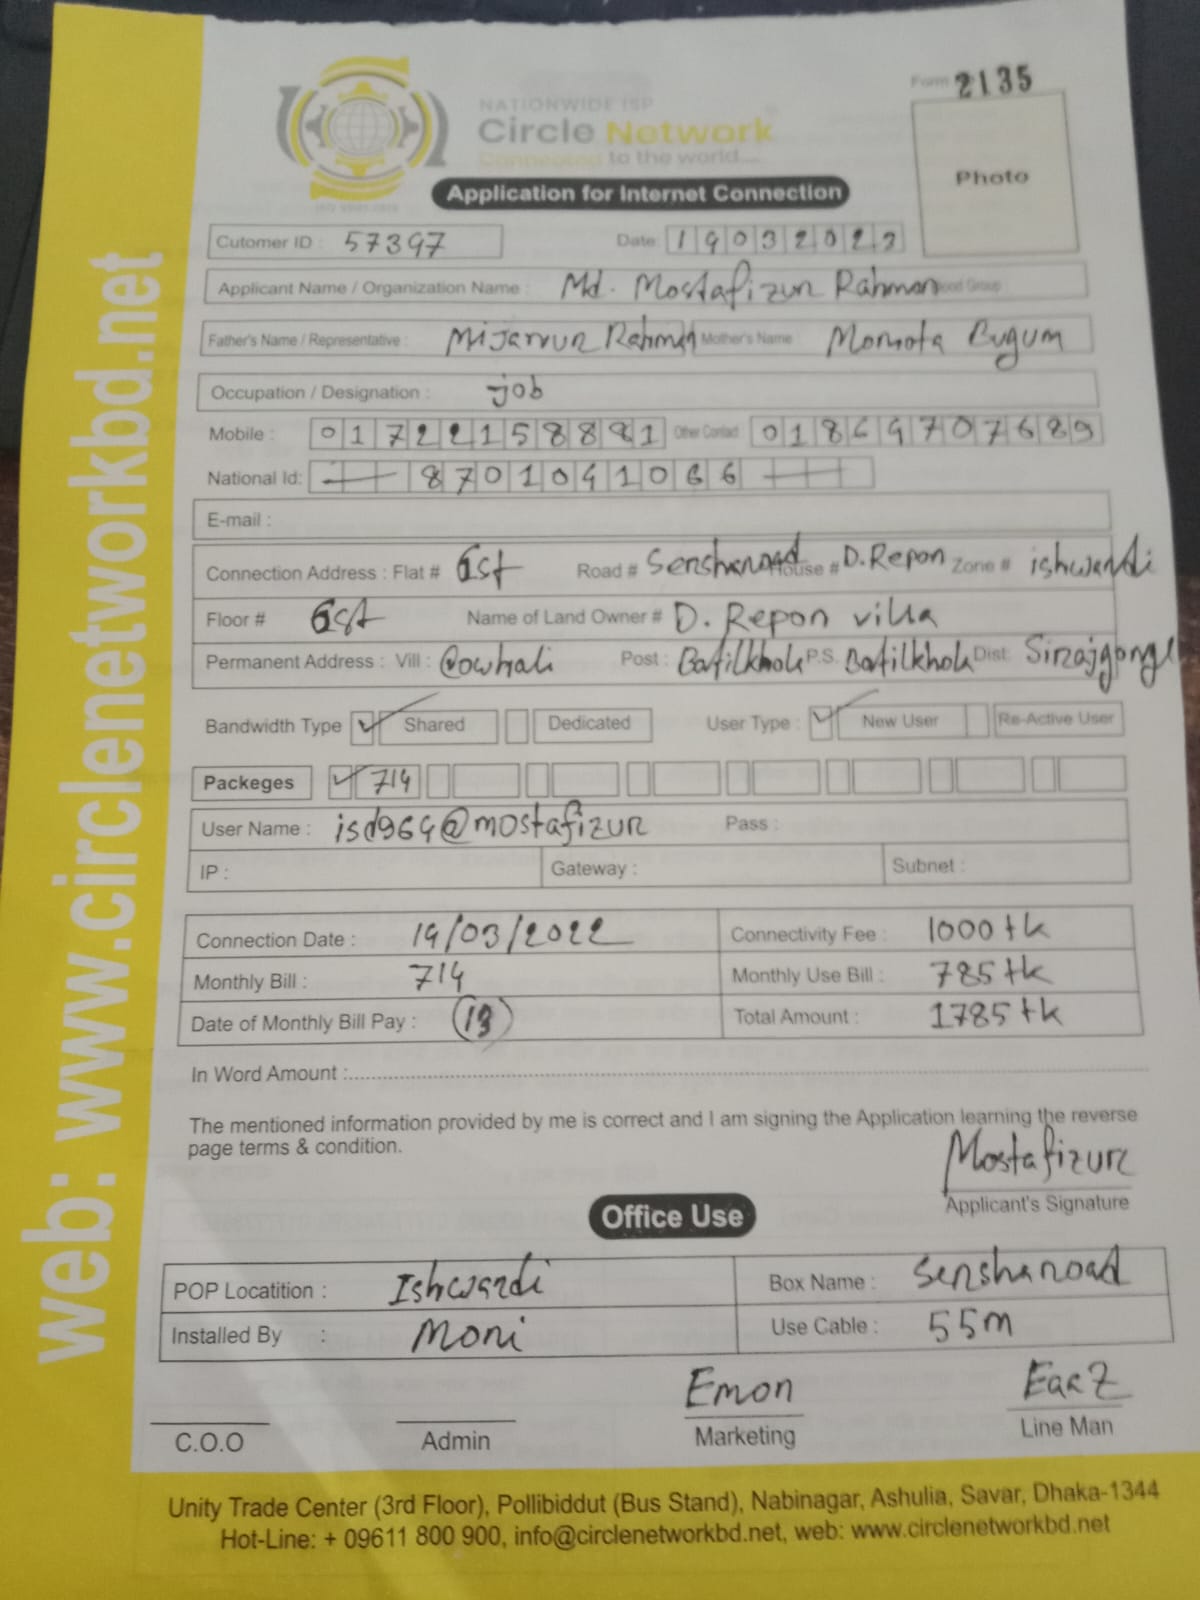 Form 2135
NATIONWIDE ISP
Circle Network
Connected to the world....
Photo
Application for Internet Connection
Cutomer ID : 57397 Date: 19032022
Applicant Name / Organization Name : Md. Mostafizur Rahman Blood Group
Father's Name / Representative : Mijanur Rahman Mother's Name : Momota Begum
Occupation / Designation : job
Mobile : 01722158881 Other Contact 01869707689
National Id: 8701041066
E-mail :
Connection Address : Flat # 1st Road # Senshanoad House # D. Repon Zone # ishwardi
Floor # 1st Name of Land Owner # D. Repon villa
Permanent Address : Vill : Post : P.S. Dist: Sirajgong
Bandwidth Type Shared Dedicated User Type : New User Re-Active User
Packeges 714
User Name : isd964@mostafizur Pass :
IP : Gateway : Subnet :
Connection Date : 19/03/2022 Connectivity Fee : 1000 tk
Monthly Bill : 714 Monthly Use Bill : 785 tk
Date of Monthly Bill Pay : Total Amount : 1785 tk
In Word Amount :
The mentioned information provided by me is correct and I am signing the Application learning the reverse
page terms & condition.
Mostafizur
Applicant's Signature
Office Use
POP Locatition : Ishwardi Box Name : Senshanoad
Installed By : Moni Use Cable : 55m
Emon
C.O.O Admin Marketing Line Man
Unity Trade Center (3rd Floor), Pollibiddut (Bus Stand), Nabinagar, Ashulia, Savar, Dhaka-1344
Hot-Line: + 09611 800 900, info@circlenetworkbd.net, web: www.circlenetworkbd.net
web: www.circlenetworkbd.net